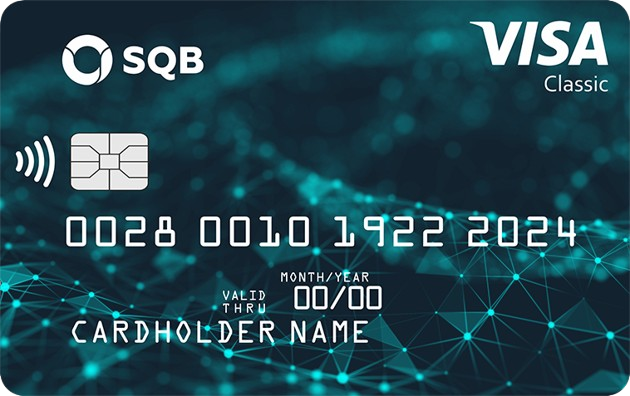 SQB
VISA
Classic
0028 0010 1922 2024
MONTH/YEAR
VALID THRU 00/00
CARDHOLDER NAME